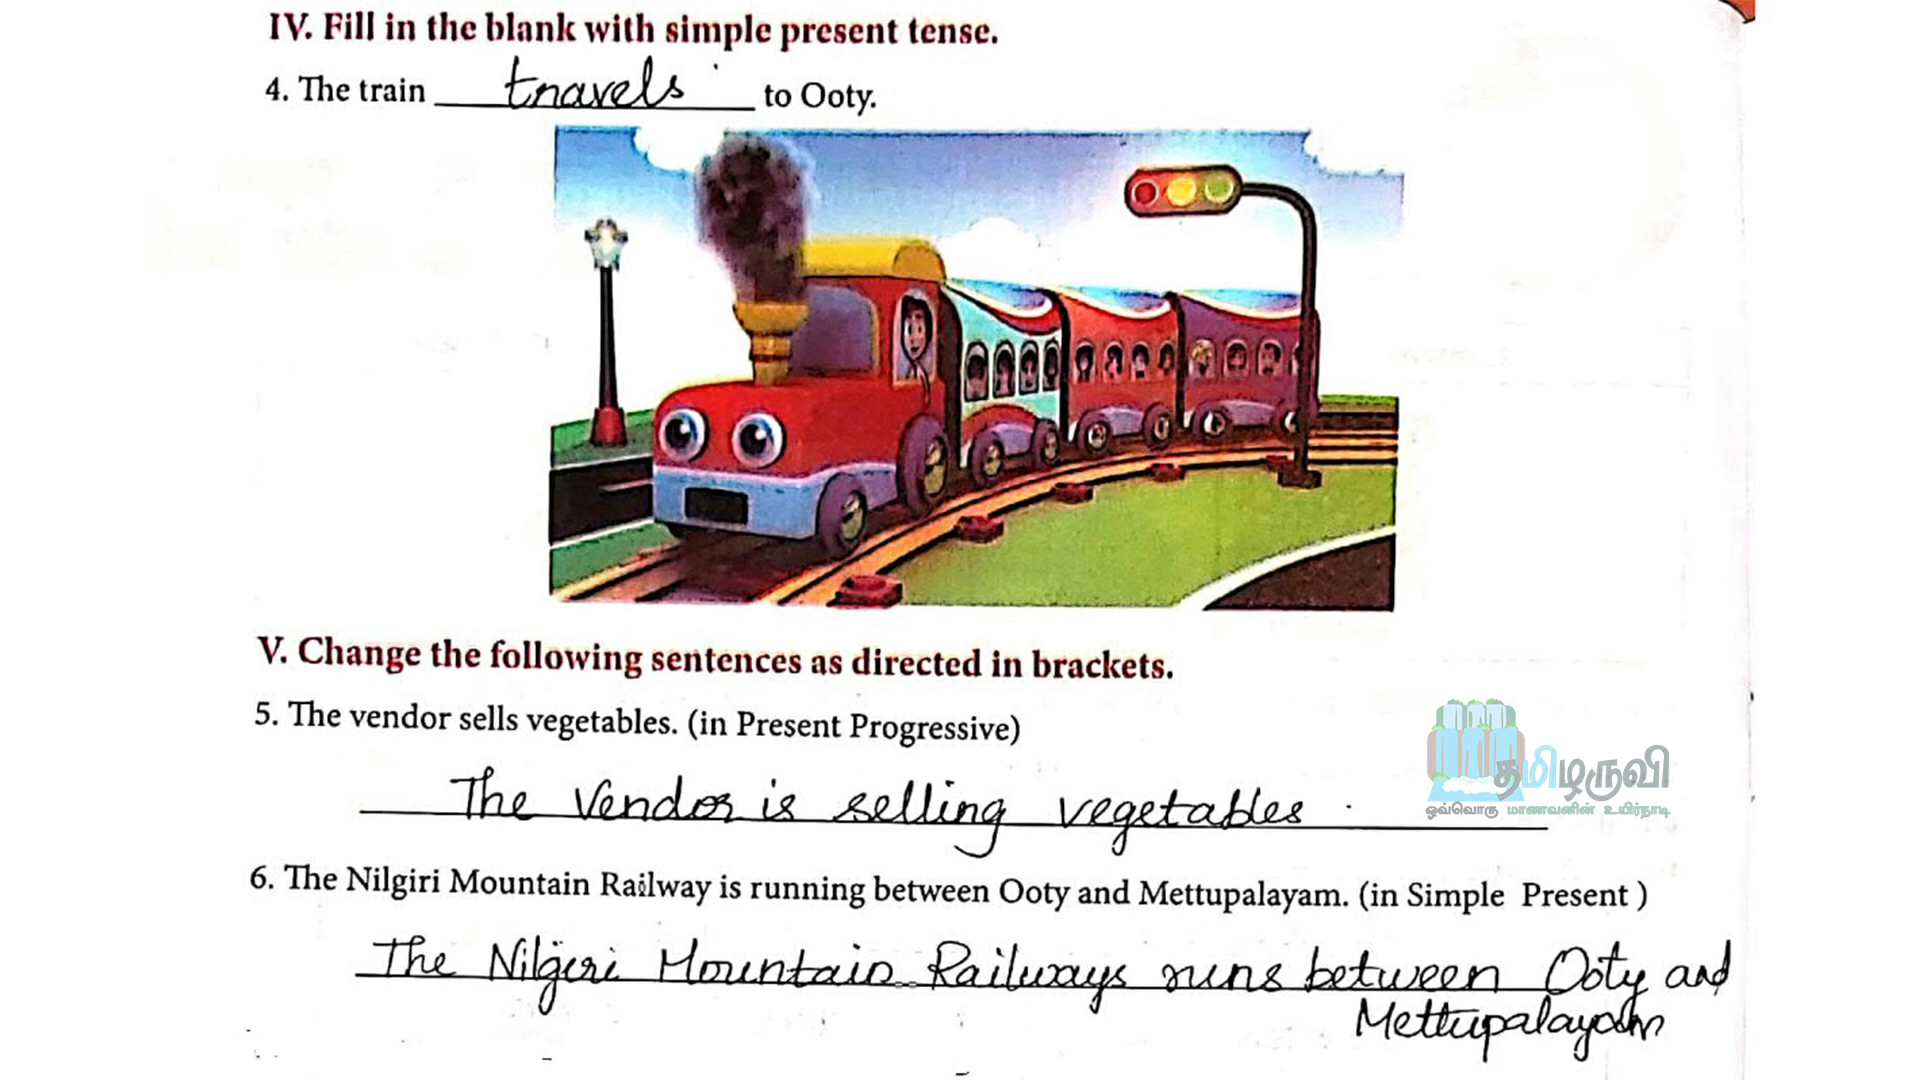 IV. Fill in the blank with simple present tense.
4. The train travels to Ooty.
V. Change the following sentences as directed in brackets.
5. The vendor sells vegetables. (in Present Progressive)
The Vendor is selling vegetables.
தமிழருவி
ஒவ்வொரு மாணவனின் உயிர்நாடி
6. The Nilgiri Mountain Railway is running between Ooty and Mettupalayam. (in Simple Present )
The Nilgiri Mountain Railways runs between Ooty and
Mettupalayam